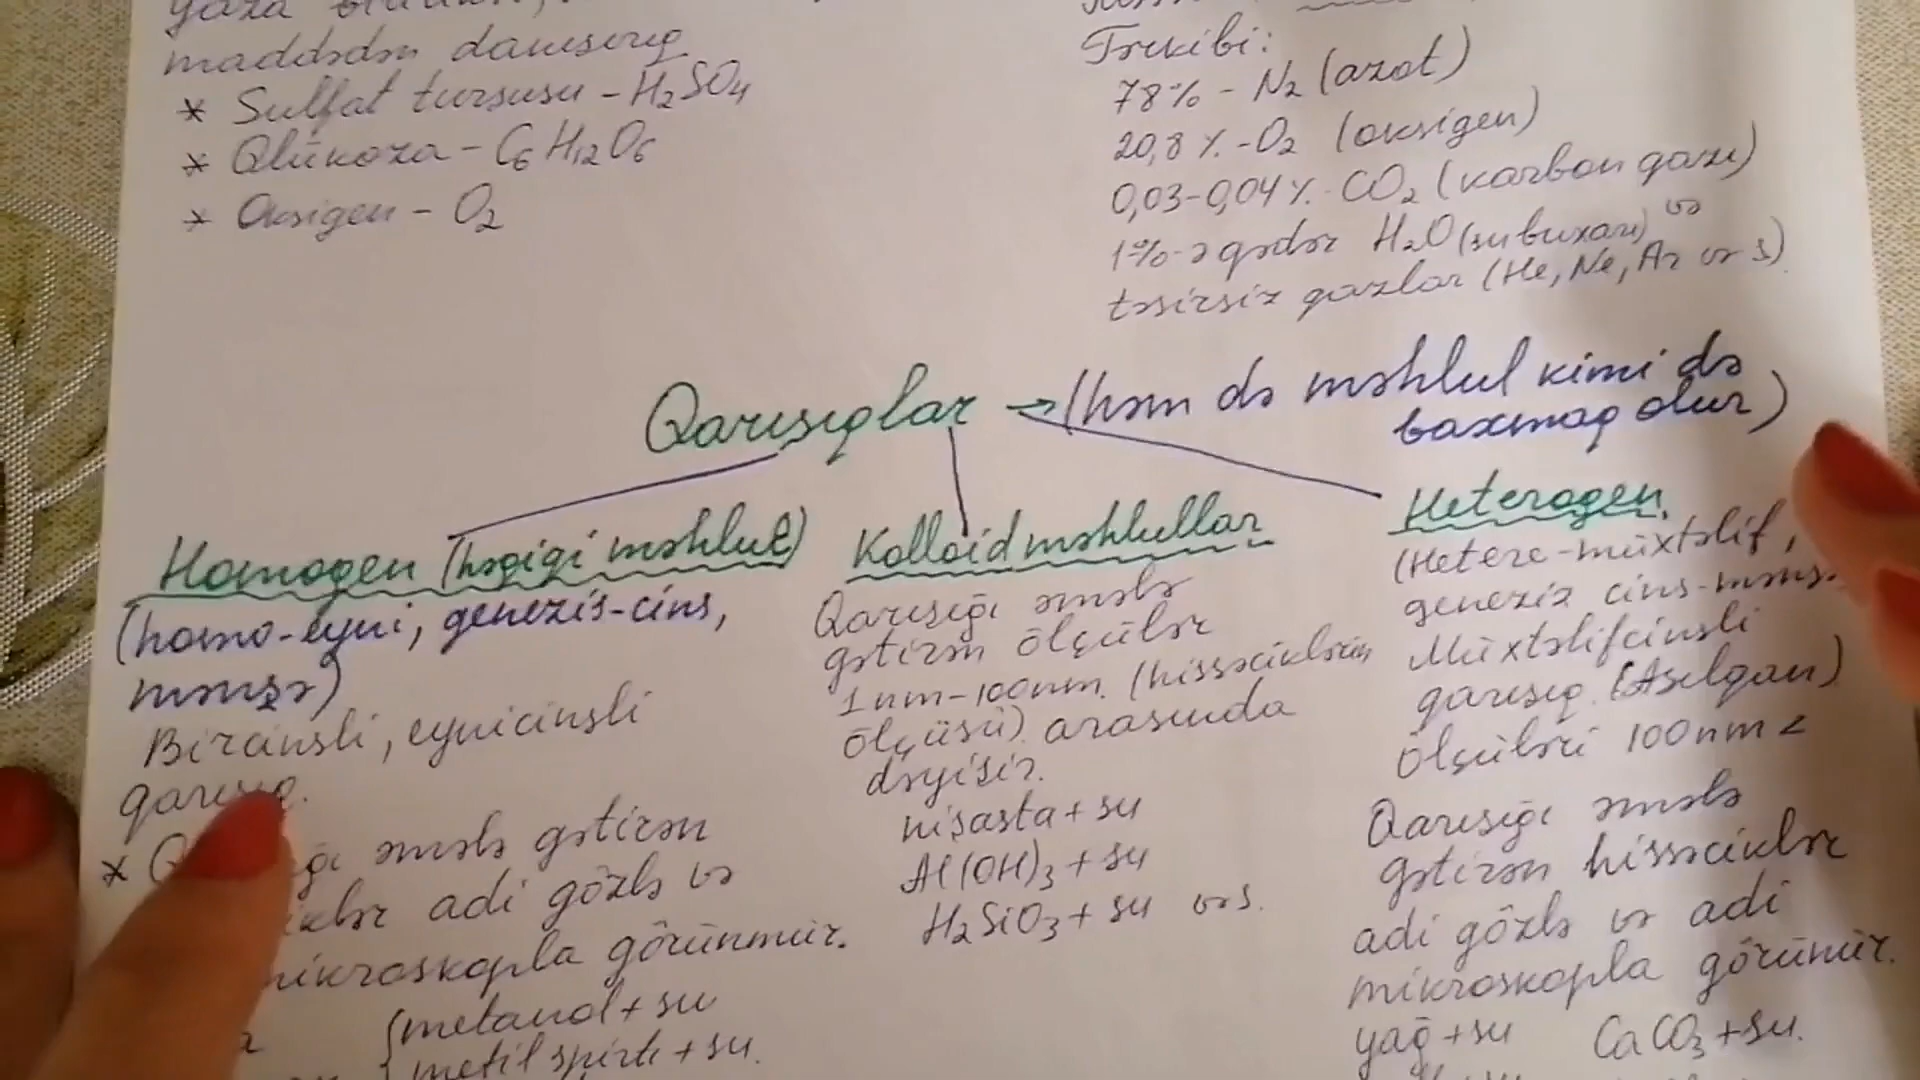 maddədən danışırıq
* Sulfat turşusu - H₂SO₄
* Qlükoza - C₆H₁₂O₆
* Oksigen - O₂
Tərkibi:
78% - N₂ (azot)
20,8% - O₂ (oksigen)
0,03-0,04% CO₂ (karbon qazı)
1%-ə qədər H₂O (su buxarı) və
təsirsiz qazlar (He, Ne, Ar və s)
Qarışıqlar → (həm də məhlul kimi də
baxmaq olur)
Homogen (həqiqi məhlul)
(homo-eyni, genezis-cins,
mənşə)
Bircinsli, eynicinsli
qarışıq.
* əmələ gətirən
adi gözlə və
mikroskopla görünmür.
metanol + su
metil spirti + su.
Kolloid məhlullar
Qarışığı əmələ
gətirən ölçülər
1nm-100nm. (hissəciklərin
ölçüsü) arasında
dəyişir.
nişasta + su
Al(OH)₃ + su
H₂SiO₃ + su və s.
Heterogen.
(Hetere-müxtəlif,
genezis cins-mənş.
Müxtəlifcinsli
qarışıq. (Asılqan)
ölçüləri 100nm <
Qarışığı əmələ
gətirən hissəciklər
adi gözlə və adi
mikroskopla görünür.
yağ + su CaCO₃ + su.